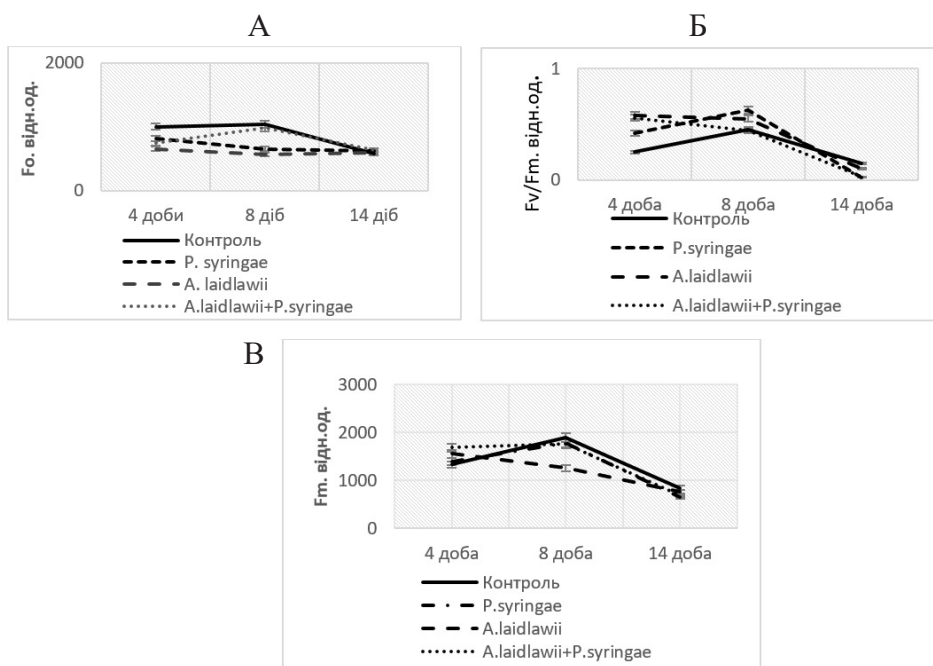 А
2000
0
Fo. відн.од.
4 доби
8 діб
14 діб
Контроль
P. syringae
A. laidlawii
A.laidlawii+P.syringae
Б
1
0
Fv/Fm. відн.од.
4 доба
8 доба
14 доба
Контроль
P.syringae
A.laidlawii
A.laidlawii+P.syringae
В
3000
2000
1000
0
Fm. відн.од.
4 доба
8 доба
14 доба
Контроль
P.syringae
A.laidlawii
A.laidlawii+P.syringae